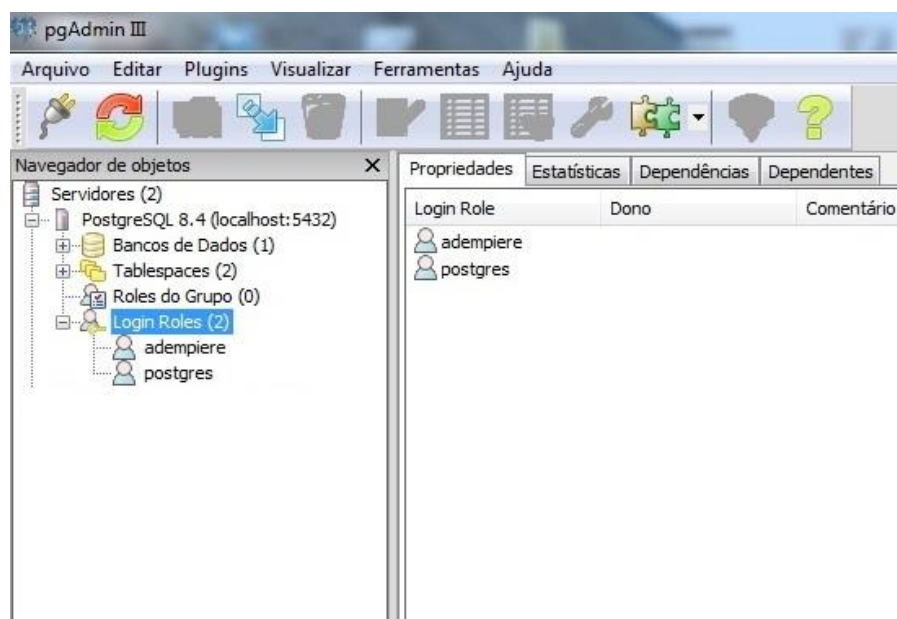 pgAdmin III
Arquivo Editar Plugins Visualizar Ferramentas Ajuda
Navegador de objetos X
Servidores (2)
PostgreSQL 8.4 (localhost:5432)
Bancos de Dados (1)
Tablespaces (2)
Roles do Grupo (0)
Login Roles (2)
adempiere
postgres
Propriedades Estatísticas Dependências Dependentes
Login Role Dono Comentário
adempiere
postgres